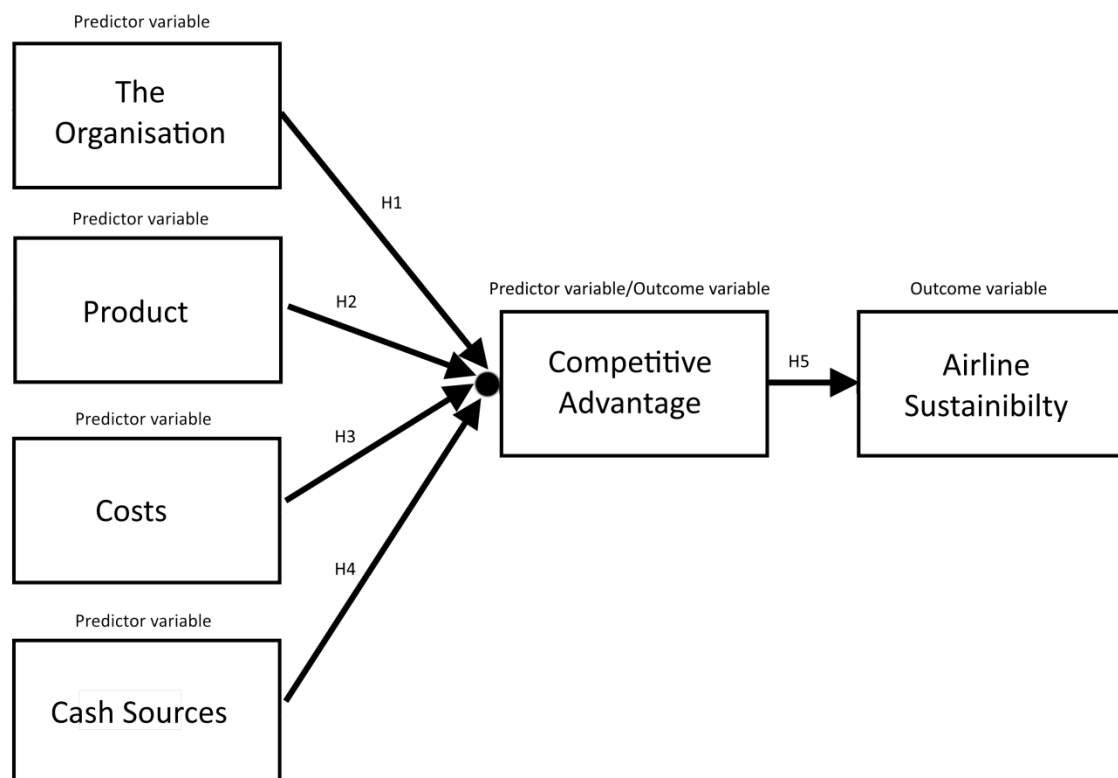 Predictor variable
The
Organisation
H1
Predictor variable
Product
H2
Predictor variable/Outcome variable
Competitive
Advantage
H5
Outcome variable
Airline
Sustainibilty
Predictor variable
Costs
H3
H4
Predictor variable
Cash Sources